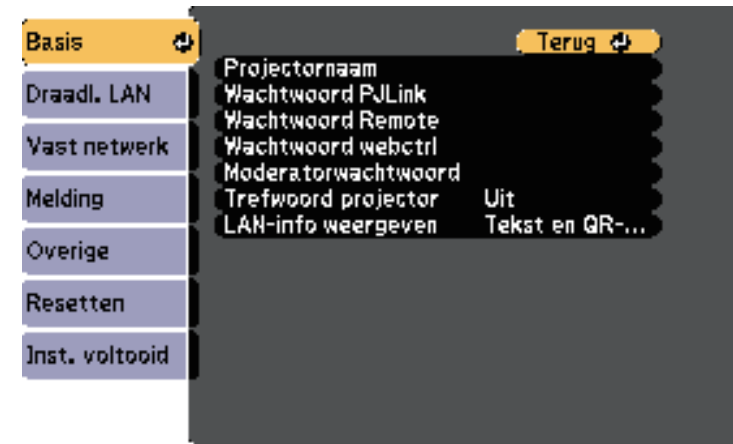 Basis
Draadl. LAN
Vast netwerk
Melding
Overige
Resetten
Inst. voltooid
Terug
Projectornaam
Wachtwoord PJLink
Wachtwoord Remote
Wachtwoord webctrl
Moderatorwachtwoord
Trefwoord projector Uit
LAN-info weergeven Tekst en QR-...